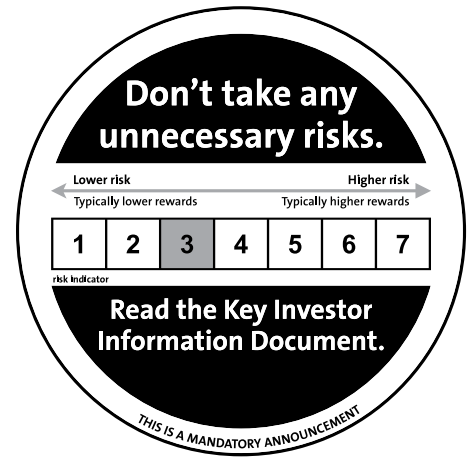 Don't take any
unnecessary risks.
Lower risk Higher risk
Typically lower rewards Typically higher rewards
1 2 3 4 5 6 7
risk indicator
Read the Key Investor
Information Document.
THIS IS A MANDATORY ANNOUNCEMENT